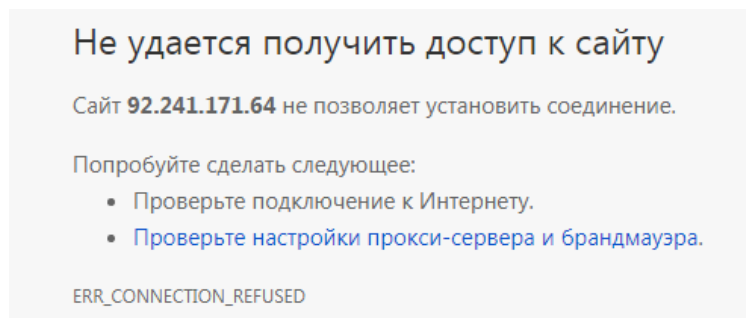 Не удается получить доступ к сайту
Сайт 92.241.171.64 не позволяет установить соединение.
Попробуйте сделать следующее:
• Проверьте подключение к Интернету.
• Проверьте настройки прокси-сервера и брандмауэра.
ERR_CONNECTION_REFUSED